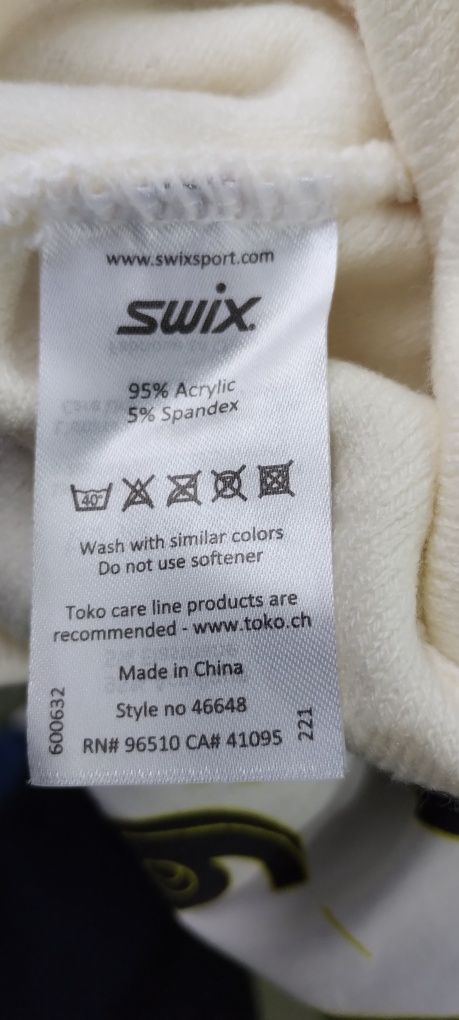 www.swixsport.com
SWIX.
95% Acrylic
5% Spandex
40°
Wash with similar colors
Do not use softener
Toko care line products are
recommended - www.toko.ch
Made in China
Style no 46648
RN# 96510 CA# 41095
600632
221